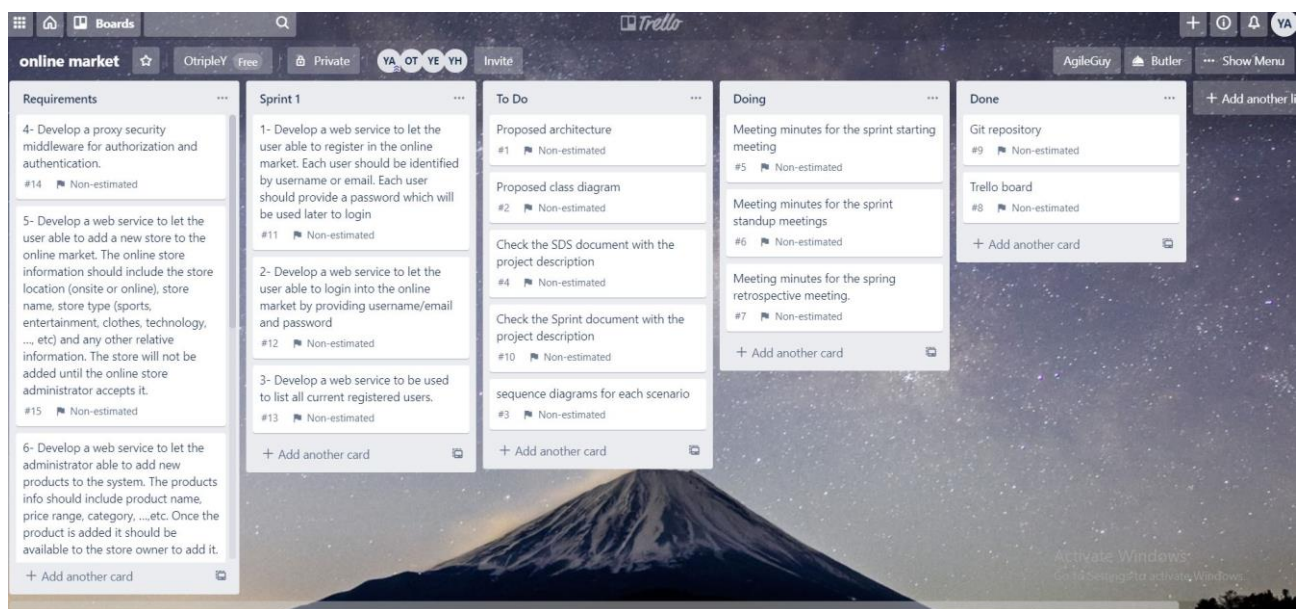 Boards
Trello
YA
online market
OtripleY Free
Private
YA OT YE YH
Invite
AgileGuy
Butler
... Show Menu
Requirements
4- Develop a proxy security
middleware for authorization and
authentication.
#14 Non-estimated
5- Develop a web service to let the
user able to add a new store to the
online market. The online store
information should include the store
location (onsite or online), store
name, store type (sports,
entertainment, clothes, technology,
..., etc) and any other relative
information. The store will not be
added until the online store
administrator accepts it.
#15 Non-estimated
6- Develop a web service to let the
administrator able to add new
products to the system. The products
info should include product name,
price range, category, ...,etc. Once the
product is added it should be
available to the store owner to add it.
+ Add another card
Sprint 1
1- Develop a web service to let the
user able to register in the online
market. Each user should be identified
by username or email. Each user
should provide a password which will
be used later to login
#11 Non-estimated
2- Develop a web service to let the
user able to login into the online
market by providing username/email
and password
#12 Non-estimated
3- Develop a web service to be used
to list all current registered users.
#13 Non-estimated
+ Add another card
To Do
Proposed architecture
#1 Non-estimated
Proposed class diagram
#2 Non-estimated
Check the SDS document with the
project description
#4 Non-estimated
Check the Sprint document with the
project description
#10 Non-estimated
sequence diagrams for each scenario
#3 Non-estimated
+ Add another card
Doing
Meeting minutes for the sprint starting
meeting
#5 Non-estimated
Meeting minutes for the sprint
standup meetings
#6 Non-estimated
Meeting minutes for the spring
retrospective meeting.
#7 Non-estimated
+ Add another card
Done
Git repository
#9 Non-estimated
Trello board
#8 Non-estimated
+ Add another card
+ Add another li
Activate Windows
Go to Settings to activate Windows.